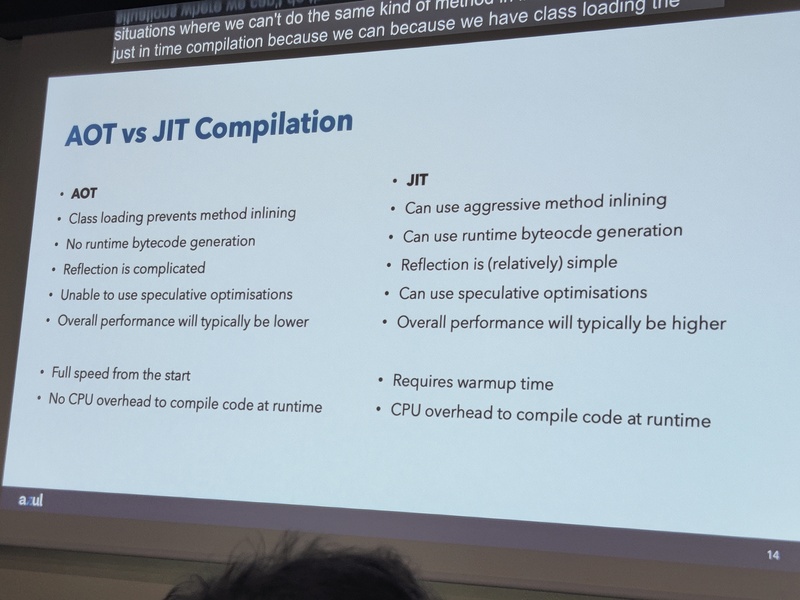 situations where we can't do the same kind of method
just in time compilation because we can because we have class loading the
AOT vs JIT Compilation
• AOT
• Class loading prevents method inlining
• No runtime bytecode generation
• Reflection is complicated
• Unable to use speculative optimisations
• Overall performance will typically be lower
• Full speed from the start
• No CPU overhead to compile code at runtime
• JIT
• Can use aggressive method inlining
• Can use runtime byteocde generation
• Reflection is (relatively) simple
• Can use speculative optimisations
• Overall performance will typically be higher
• Requires warmup time
• CPU overhead to compile code at runtime
azul
14